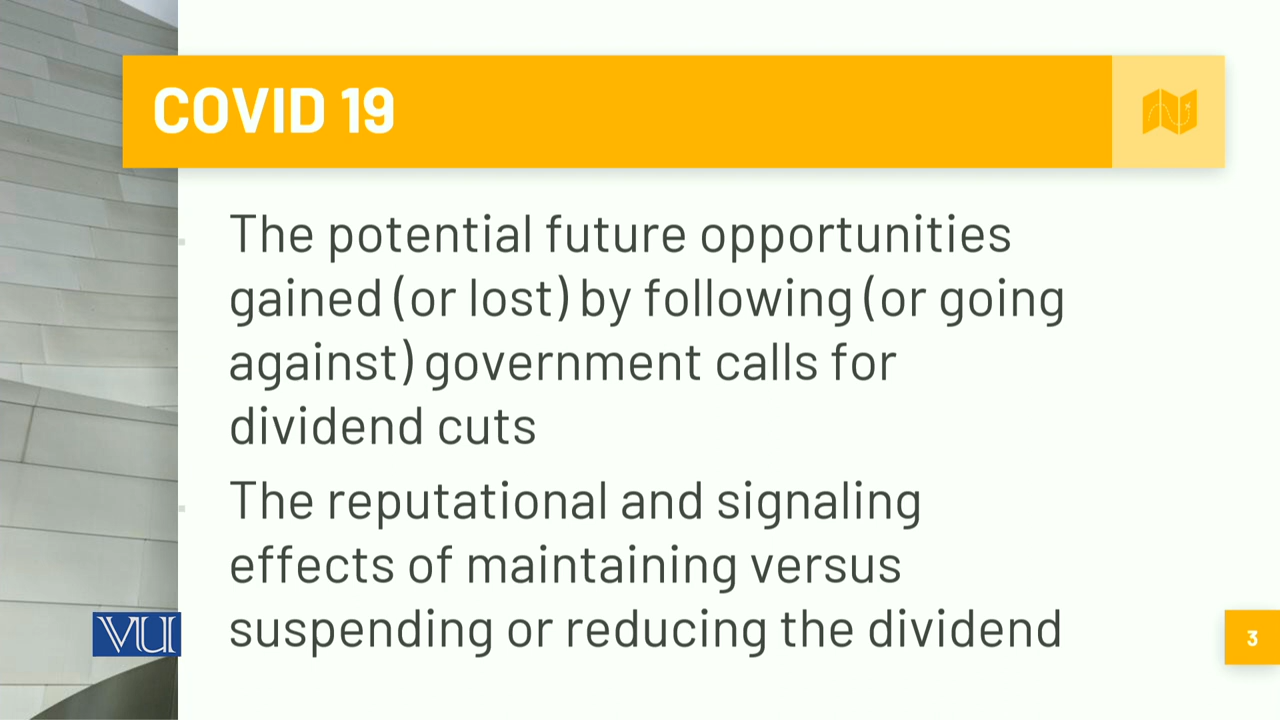 COVID 19
The potential future opportunities
gained (or lost) by following (or going
against) government calls for
dividend cuts
The reputational and signaling
effects of maintaining versus
suspending or reducing the dividend
VU
3